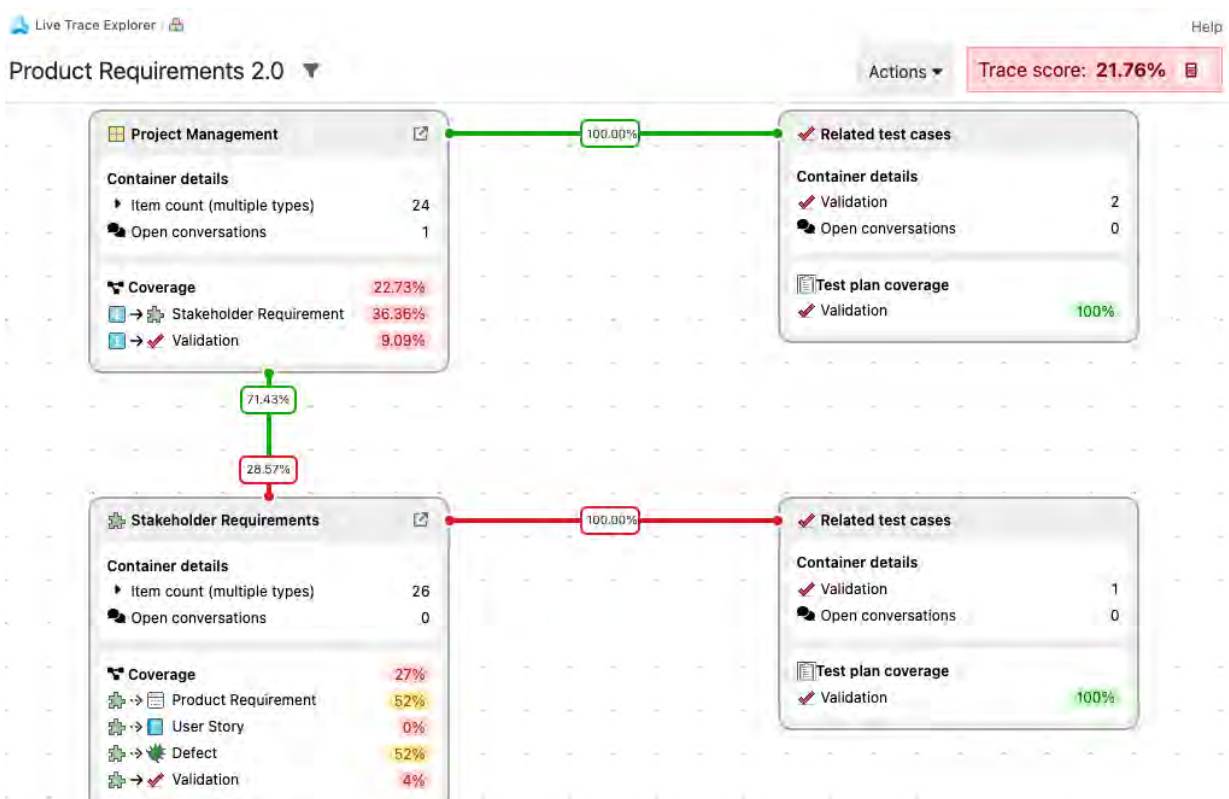 Live Trace Explorer
Help
Product Requirements 2.0
Actions
Trace score: 21.76%
Project Management
Container details
Item count (multiple types) 24
Open conversations 1
Coverage 22.73%
Stakeholder Requirement 36.36%
Validation 9.09%
100.00%
Related test cases
Container details
Validation 2
Open conversations 0
Test plan coverage
Validation 100%
71.43%
28.57%
Stakeholder Requirements
Container details
Item count (multiple types) 26
Open conversations 0
Coverage 27%
Product Requirement 52%
User Story 0%
Defect 52%
Validation 4%
100.00%
Related test cases
Container details
Validation 1
Open conversations 0
Test plan coverage
Validation 100%